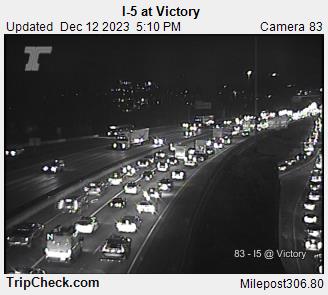 I-5 at Victory
Updated Dec 12 2023 5:10 PM Camera 83
T
N
83 - I5 @ Victory
TripCheck.com Milepost306.80